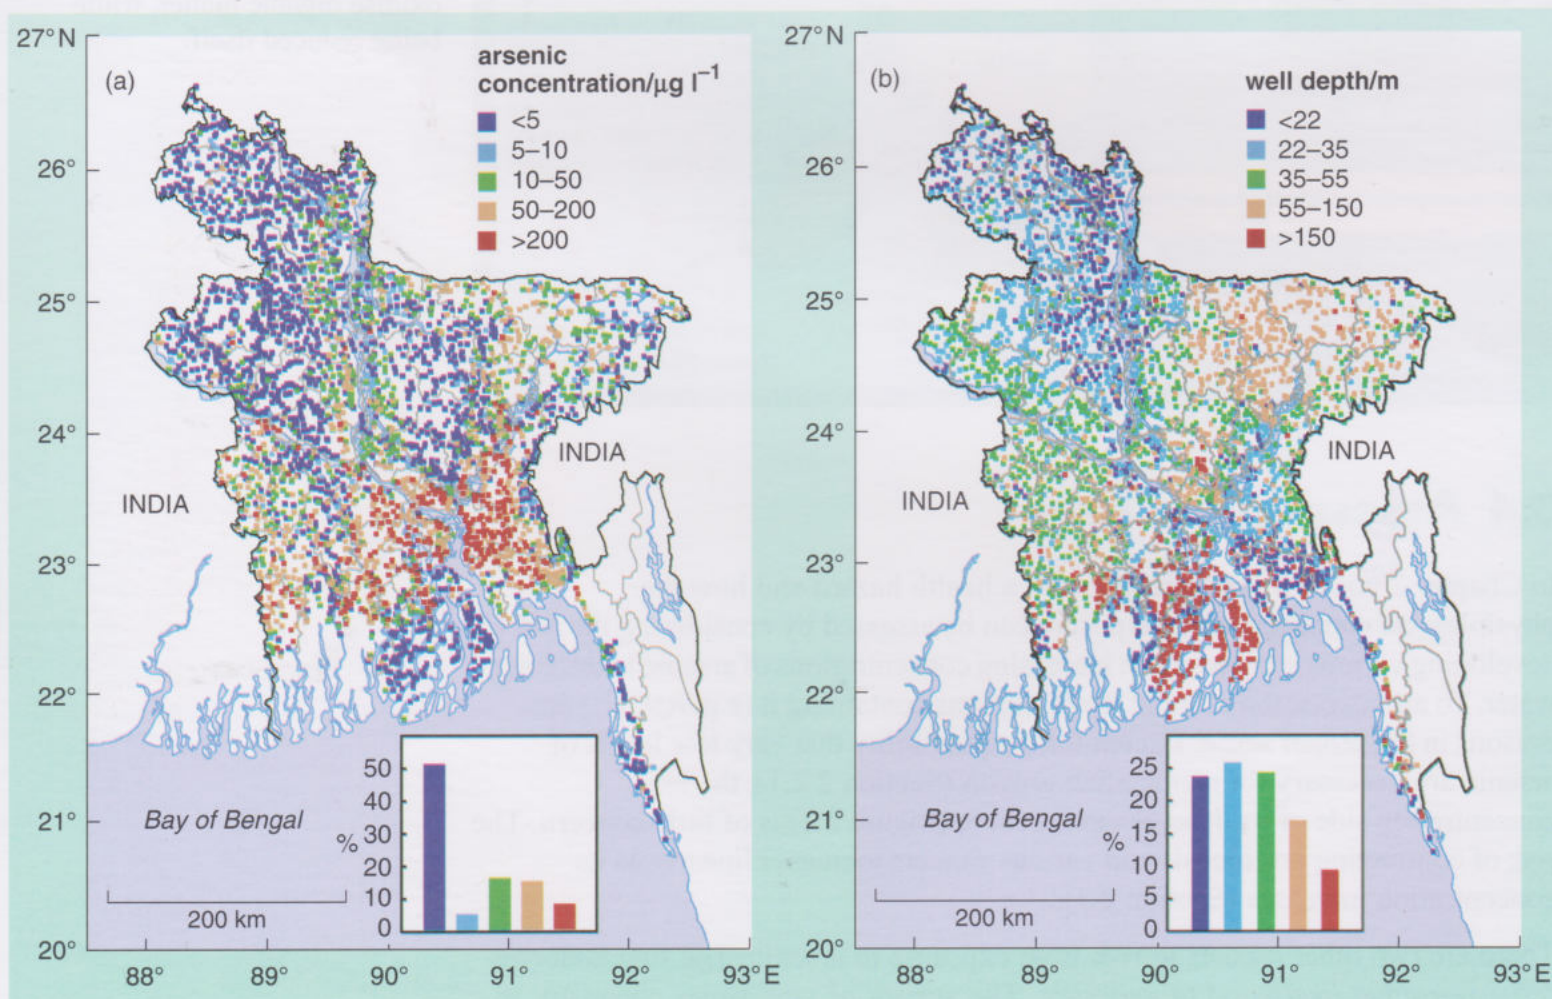 27°N
(a)
arsenic
concentration/μg l⁻¹
<5
5–10
10–50
50–200
>200
26°
25°
24°
23°
22°
21°
20°
INDIA
INDIA
Bay of Bengal
200 km
%
50
40
30
20
10
0
88°
89°
90°
91°
92°
93°E
27°N
(b)
well depth/m
<22
22–35
35–55
55–150
>150
26°
25°
24°
23°
22°
21°
20°
INDIA
INDIA
Bay of Bengal
200 km
%
25
20
15
10
5
0
88°
89°
90°
91°
92°
93°E